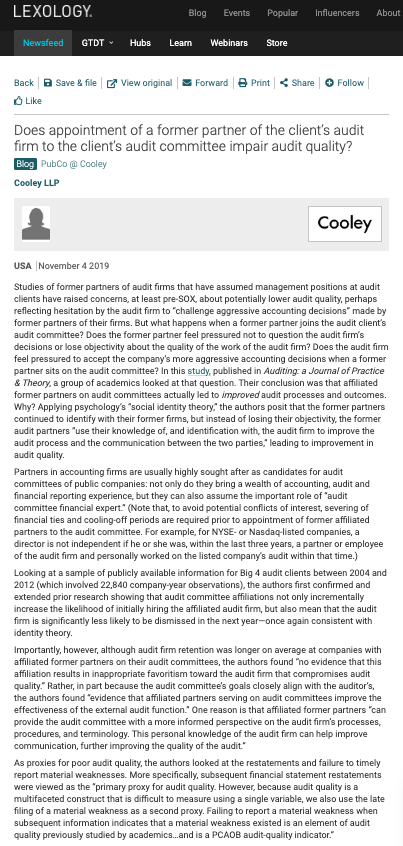 LEXOLOGY.
Blog Events Popular Influencers About
Newsfeed GTDT Hubs Learn Webinars Store
Back Save & file View original Forward Print Share Follow
Like
Does appointment of a former partner of the client's audit
firm to the client's audit committee impair audit quality?
Blog PubCo @ Cooley
Cooley LLP
Cooley
USA November 4 2019
Studies of former partners of audit firms that have assumed management positions at audit
clients have raised concerns, at least pre-SOX, about potentially lower audit quality, perhaps
reflecting hesitation by the audit firm to “challenge aggressive accounting decisions” made by
former partners of their firms. But what happens when a former partner joins the audit client's
audit committee? Does the former partner feel pressured not to question the audit firm's
decisions or lose objectivity about the quality of the work of the audit firm? Does the audit firm
feel pressured to accept the company's more aggressive accounting decisions when a former
partner sits on the audit committee? In this study, published in Auditing: a Journal of Practice
& Theory, a group of academics looked at that question. Their conclusion was that affiliated
former partners on audit committees actually led to improved audit processes and outcomes.
Why? Applying psychology's “social identity theory,” the authors posit that the former partners
continued to identify with their former firms, but instead of losing their objectivity, the former
audit partners “use their knowledge of, and identification with, the audit firm to improve the
audit process and the communication between the two parties,” leading to improvement in
audit quality.
Partners in accounting firms are usually highly sought after as candidates for audit
committees of public companies: not only do they bring a wealth of accounting, audit and
financial reporting experience, but they can also assume the important role of “audit
committee financial expert.” (Note that, to avoid potential conflicts of interest, severing of
financial ties and cooling-off periods are required prior to appointment of former affiliated
partners to the audit committee. For example, for NYSE- or Nasdaq-listed companies, a
director is not independent if he or she was, within the last three years, a partner or employee
of the audit firm and personally worked on the listed company's audit within that time.)
Looking at a sample of publicly available information for Big 4 audit clients between 2004 and
2012 (which involved 22,840 company-year observations), the authors first confirmed and
extended prior research showing that audit committee affiliations not only incrementally
increase the likelihood of initially hiring the affiliated audit firm, but also mean that the audit
firm is significantly less likely to be dismissed in the next year—once again consistent with
identity theory.
Importantly, however, although audit firm retention was longer on average at companies with
affiliated former partners on their audit committees, the authors found “no evidence that this
affiliation results in inappropriate favoritism toward the audit firm that compromises audit
quality.” Rather, in part because the audit committee's goals closely align with the auditor's,
the authors found “evidence that affiliated partners serving on audit committees improve the
effectiveness of the external audit function.” One reason is that affiliated former partners “can
provide the audit committee with a more informed perspective on the audit firm's processes,
procedures, and terminology. This personal knowledge of the audit firm can help improve
communication, further improving the quality of the audit.”
As proxies for poor audit quality, the authors looked at the restatements and failure to timely
report material weaknesses. More specifically, subsequent financial statement restatements
were viewed as the “primary proxy for audit quality. However, because audit quality is a
multifaceted construct that is difficult to measure using a single variable, we also use the late
filing of a material weakness as a second proxy. Failing to report a material weakness when
subsequent information indicates that a material weakness existed is an element of audit
quality previously studied by academics…and is a PCAOB audit-quality indicator.”